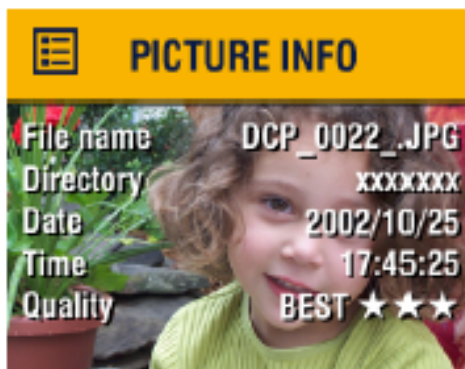 PICTURE INFO
File name DCP_0022_.JPG
Directory xxxxxxx
Date 2002/10/25
Time 17:45:25
Quality BEST ★★★